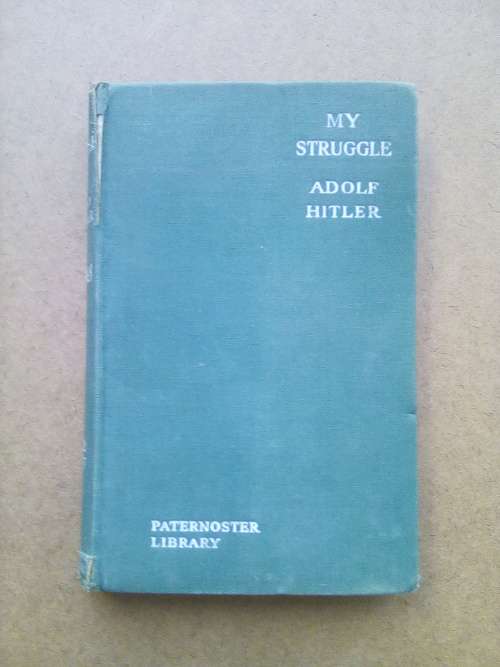 MY
STRUGGLE
ADOLF
HITLER
PATERNOSTER
LIBRARY